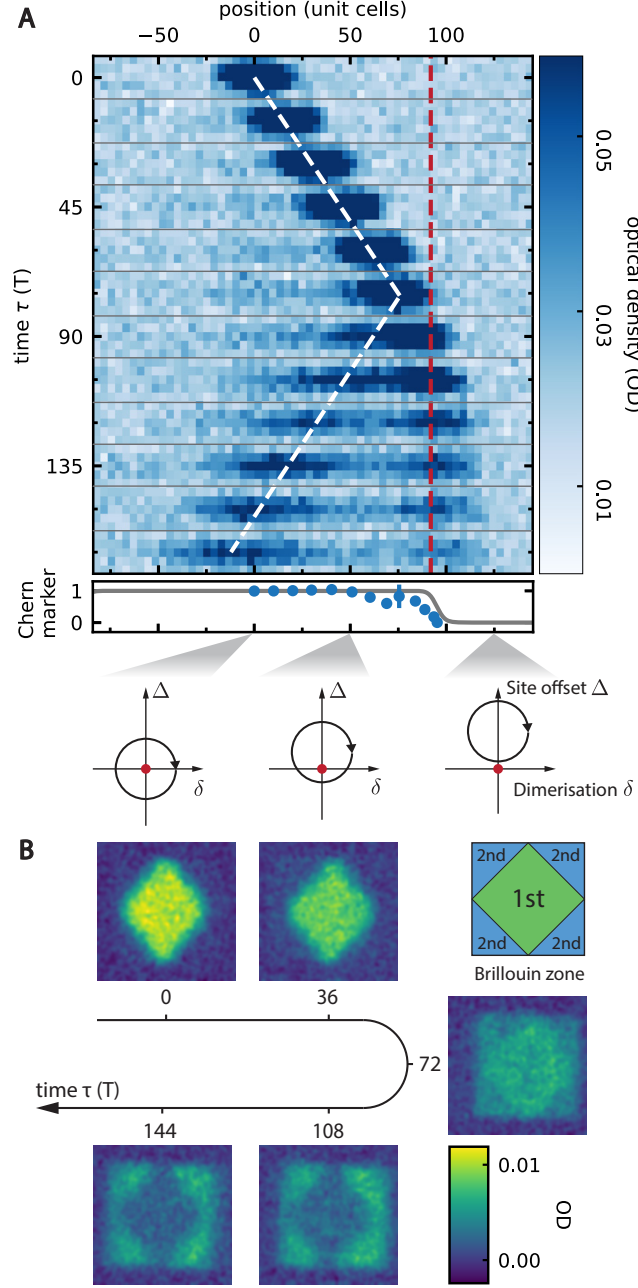 A
position (unit cells)
−50 0 50 100
0
45
90
135
time τ (T)
0.05
0.03
0.01
optical density (OD)
Chern
marker
1
0
Δ
δ
Δ
δ
Site offset Δ
Dimerisation δ
B
2nd 2nd
1st
2nd 2nd
Brillouin zone
0 36
72
time τ (T)
144 108
0.01
0.00
OD